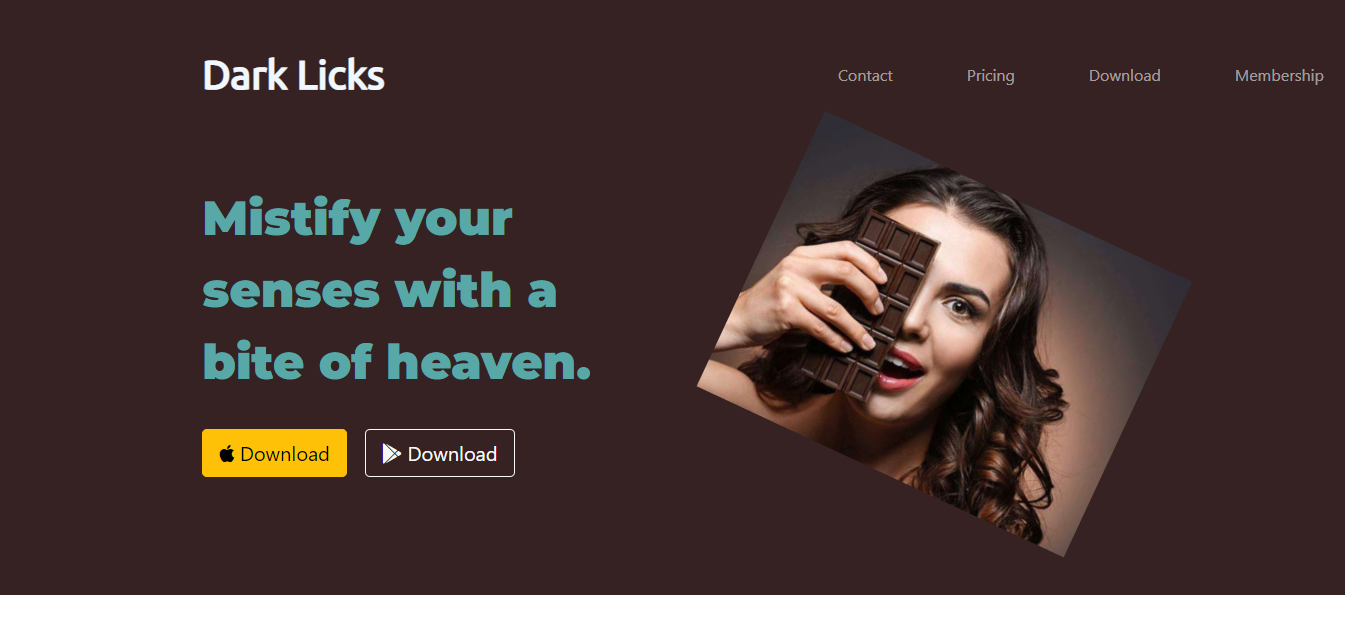 Dark Licks
Contact Pricing Download Membership
Mistify your
senses with a
bite of heaven.
Download Download